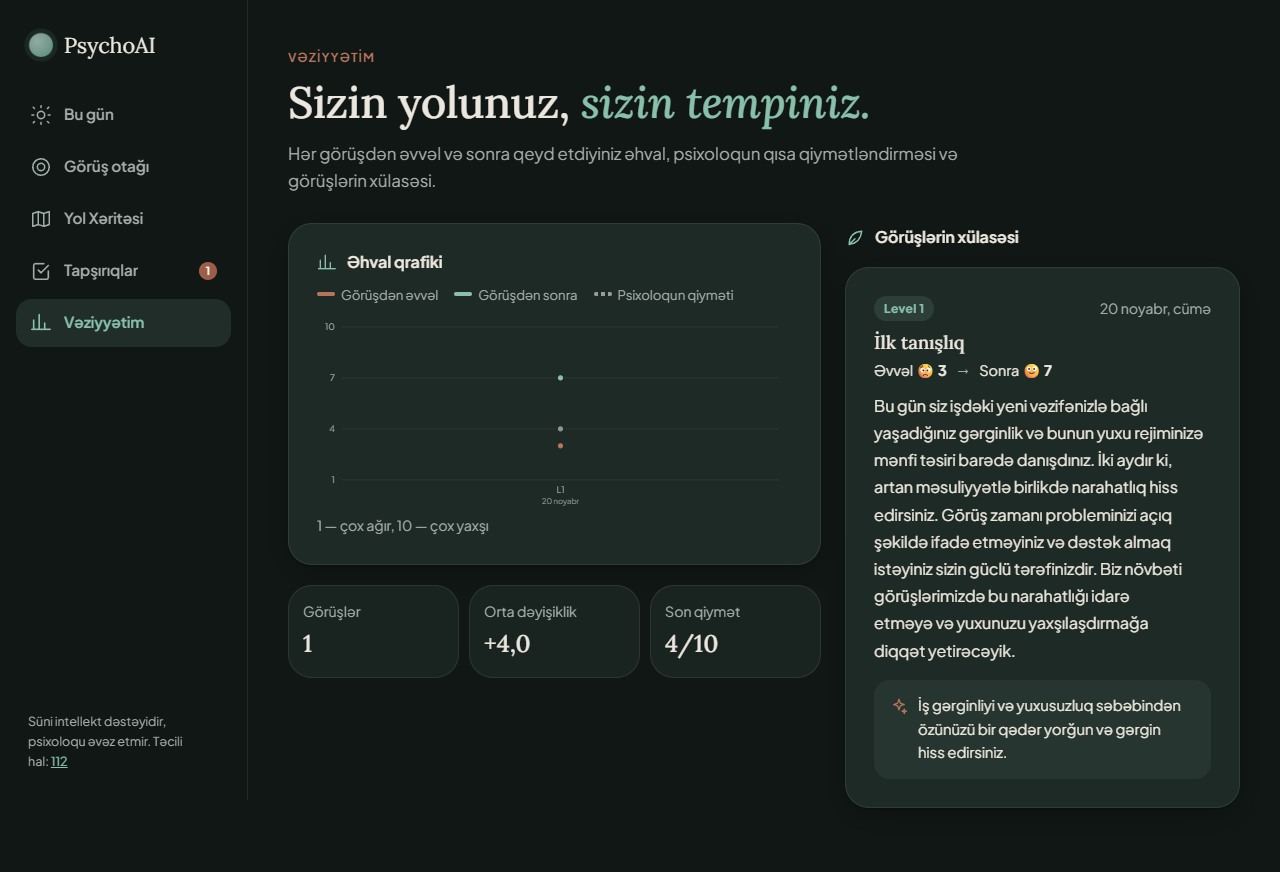 PsychoAI
Bu gün
Görüş otağı
Yol Xəritəsi
Tapşırıqlar 1
Vəziyyətim
Süni intellekt dəstəyidir,
psixoloqu əvəz etmir. Təcili
hal: 112
VƏZİYYƏTİM
Sizin yolunuz, sizin tempiniz.
Hər görüşdən əvvəl və sonra qeyd etdiyiniz əhval, psixoloqun qısa qiymətləndirməsi və
görüşlərin xülasəsi.
Əhval qrafiki
Görüşdən əvvəl Görüşdən sonra Psixoloqun qiyməti
10
7
4
1
L1
20 noyabr
1 — çox ağır, 10 — çox yaxşı
Görüşlər
1
Orta dəyişiklik
+4,0
Son qiymət
4/10
Görüşlərin xülasəsi
Level 1 20 noyabr, cümə
İlk tanışlıq
Əvvəl 😟 3 → Sonra 🙂 7
Bu gün siz işdəki yeni vəzifənizlə bağlı
yaşadığınız gərginlik və bunun yuxu rejiminizə
mənfi təsiri barədə danışdınız. İki aydır ki,
artan məsuliyyətlə birlikdə narahatlıq hiss
edirsiniz. Görüş zamanı probleminizi açıq
şəkildə ifadə etməyiniz və dəstək almaq
istəyiniz sizin güclü tərəfinizdir. Biz növbəti
görüşlərimizdə bu narahatlığı idarə
etməyə və yuxunuzu yaxşılaşdırmağa
diqqət yetirəcəyik.
İş gərginliyi və yuxusuzluq səbəbindən
özünüzü bir qədər yorğun və gərgin
hiss edirsiniz.